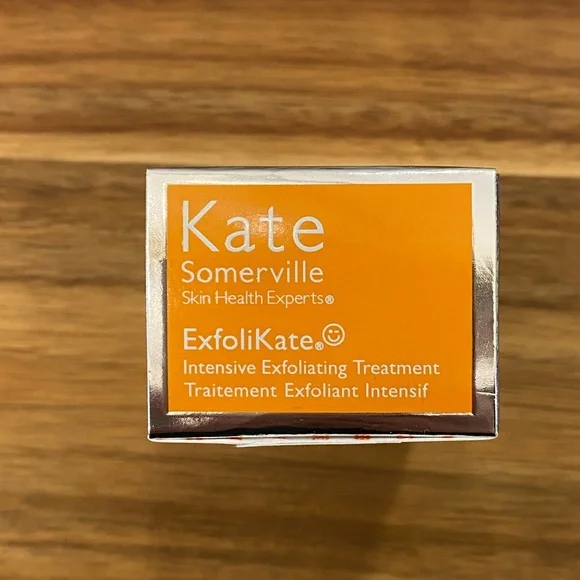 Kate
Somerville
Skin Health Experts®
ExfoliKate®
Intensive Exfoliating Treatment
Traitement Exfoliant Intensif